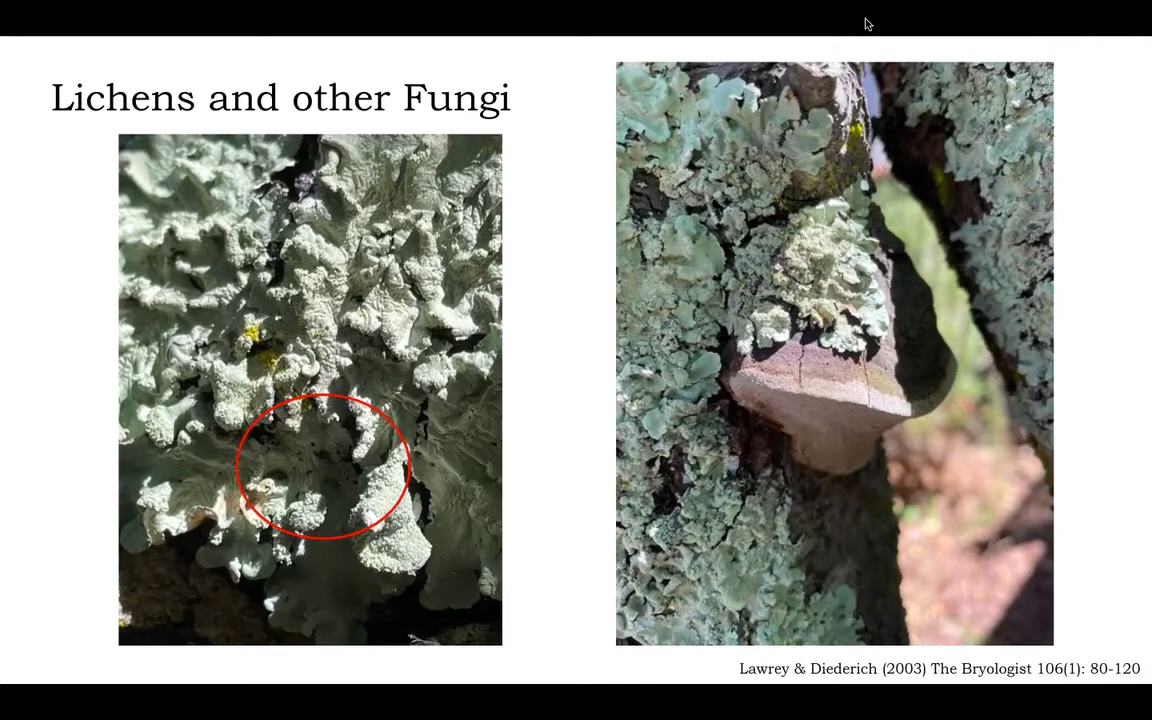 Lichens and other Fungi
Lawrey & Diederich (2003) The Bryologist 106(1): 80-120